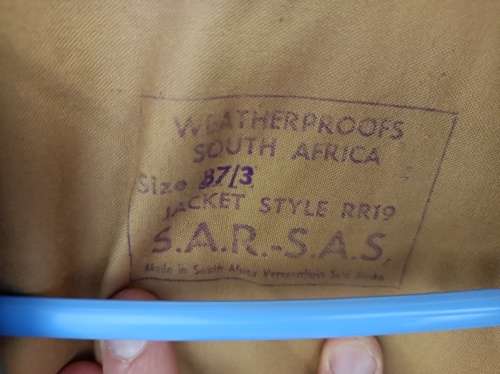 WEATHERPROOFS
SOUTH AFRICA
Size 87/3
JACKET STYLE RR19
S.A.R.-S.A.S.
Made in South Africa